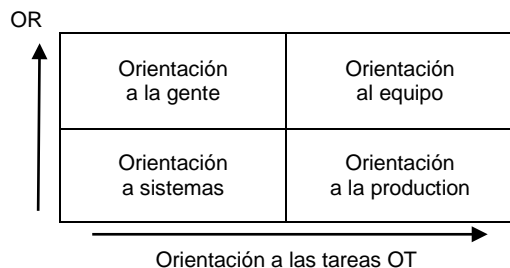 OR
Orientación
a la gente
Orientación
al equipo
Orientación
a sistemas
Orientación
a la production
Orientación a las tareas OT